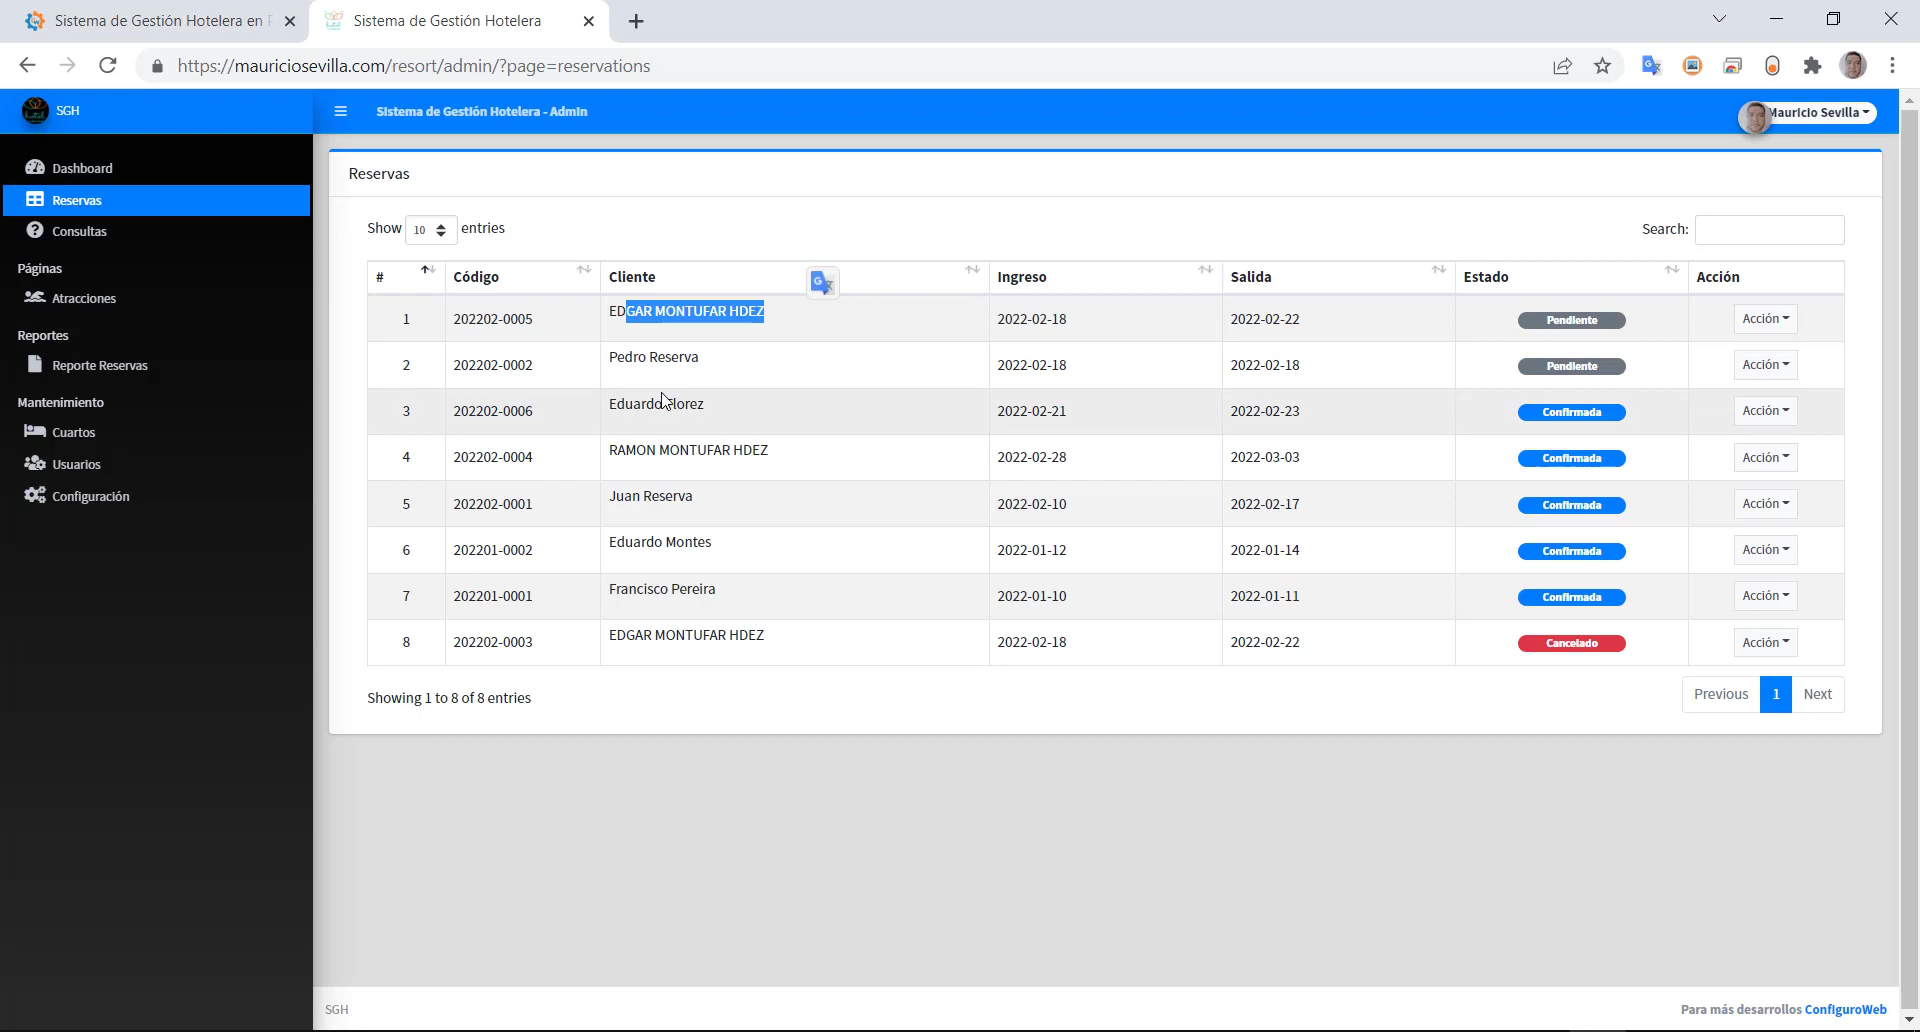 Sistema de Gestión Hotelera en
Sistema de Gestión Hotelera
https://mauriciosevilla.com/resort/admin/?page=reservations
SGH
Sistema de Gestión Hotelera - Admin
Mauricio Sevilla
Dashboard
Reservas
Consultas
Páginas
Atracciones
Reportes
Reporte Reservas
Mantenimiento
Cuartos
Usuarios
Configuración
Reservas
Show 10 entries
Search:
# Código Cliente Ingreso Salida Estado Acción
1 202202-0005 EDGAR MONTUFAR HDEZ 2022-02-18 2022-02-22 Pendiente Acción
2 202202-0002 Pedro Reserva 2022-02-18 2022-02-18 Pendiente Acción
3 202202-0006 Eduardo Florez 2022-02-21 2022-02-23 Confirmada Acción
4 202202-0004 RAMON MONTUFAR HDEZ 2022-02-28 2022-03-03 Confirmada Acción
5 202202-0001 Juan Reserva 2022-02-10 2022-02-17 Confirmada Acción
6 202201-0002 Eduardo Montes 2022-01-12 2022-01-14 Confirmada Acción
7 202201-0001 Francisco Pereira 2022-01-10 2022-01-11 Confirmada Acción
8 202202-0003 EDGAR MONTUFAR HDEZ 2022-02-18 2022-02-22 Cancelado Acción
Showing 1 to 8 of 8 entries
Previous 1 Next
SGH
Para más desarrollos ConfiguroWeb